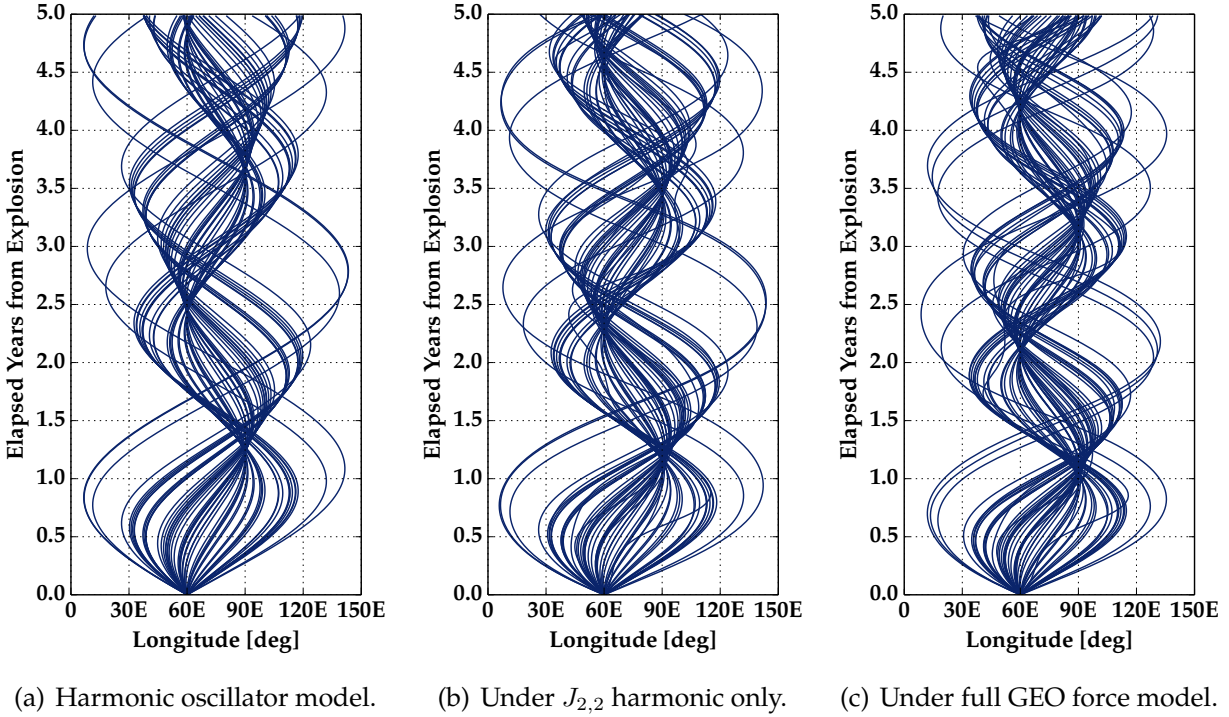 Elapsed Years from Explosion
5.0
4.5
4.0
3.5
3.0
2.5
2.0
1.5
1.0
0.5
0.0
0 30E 60E 90E 120E 150E
Longitude [deg]
(a) Harmonic oscillator model.
Elapsed Years from Explosion
5.0
4.5
4.0
3.5
3.0
2.5
2.0
1.5
1.0
0.5
0.0
0 30E 60E 90E 120E 150E
Longitude [deg]
(b) Under J2,2 harmonic only.
Elapsed Years from Explosion
5.0
4.5
4.0
3.5
3.0
2.5
2.0
1.5
1.0
0.5
0.0
0 30E 60E 90E 120E 150E
Longitude [deg]
(c) Under full GEO force model.